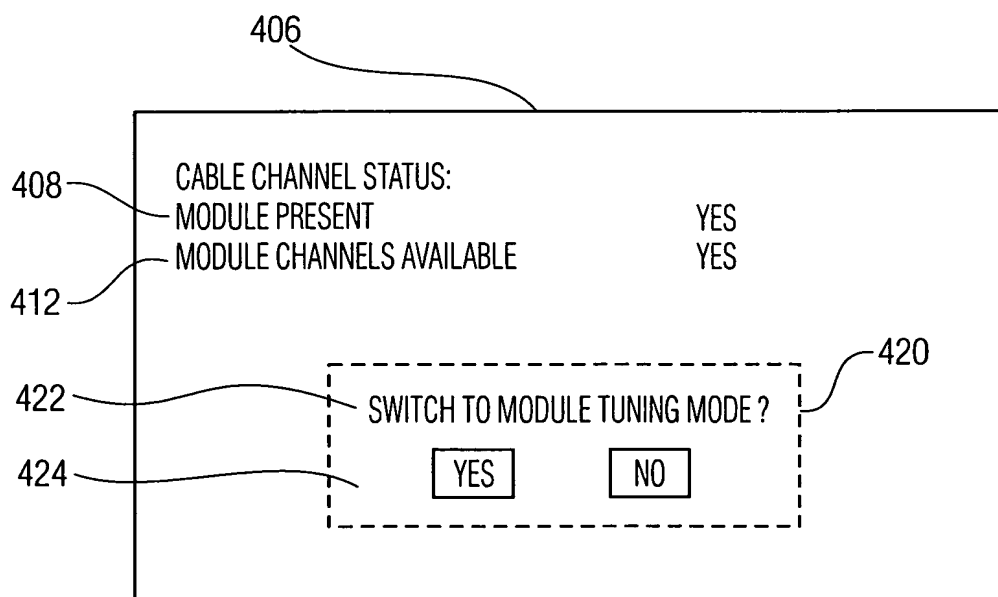 406
CABLE CHANNEL STATUS:
408 MODULE PRESENT YES
412 MODULE CHANNELS AVAILABLE YES
420
422 SWITCH TO MODULE TUNING MODE ?
424 YES NO